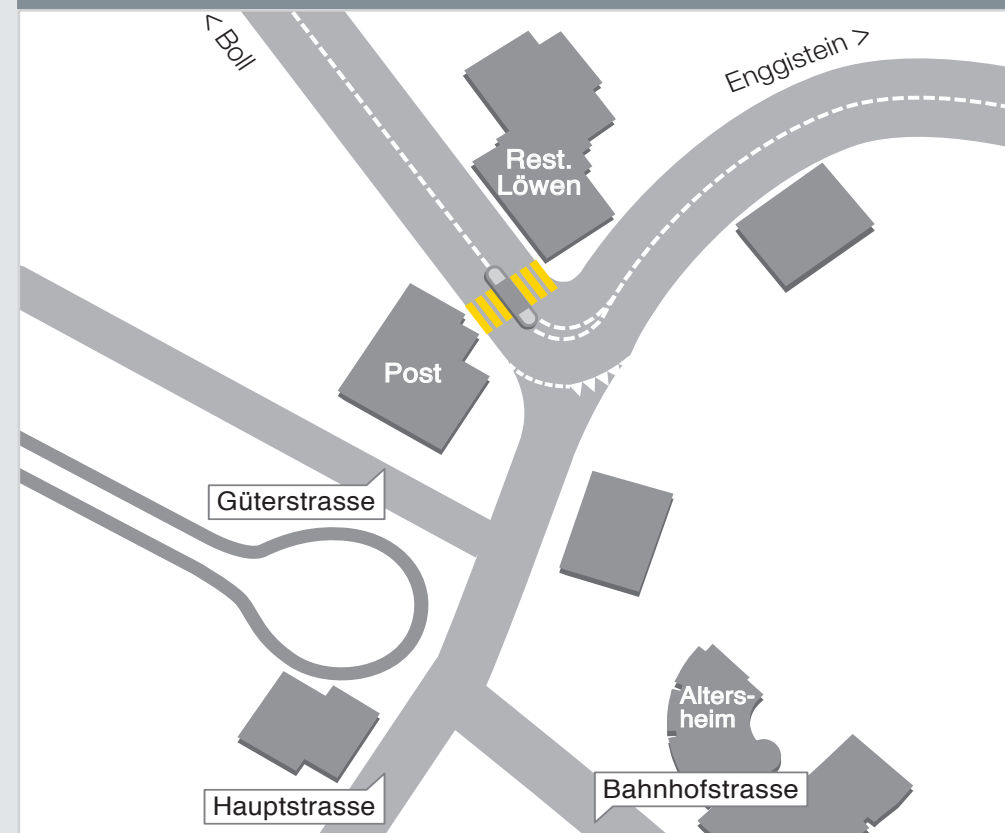 < Boll
Enggistein >
Rest.
Löwen
Post
Güterstrasse
Alters-
heim
Bahnhofstrasse
Hauptstrasse